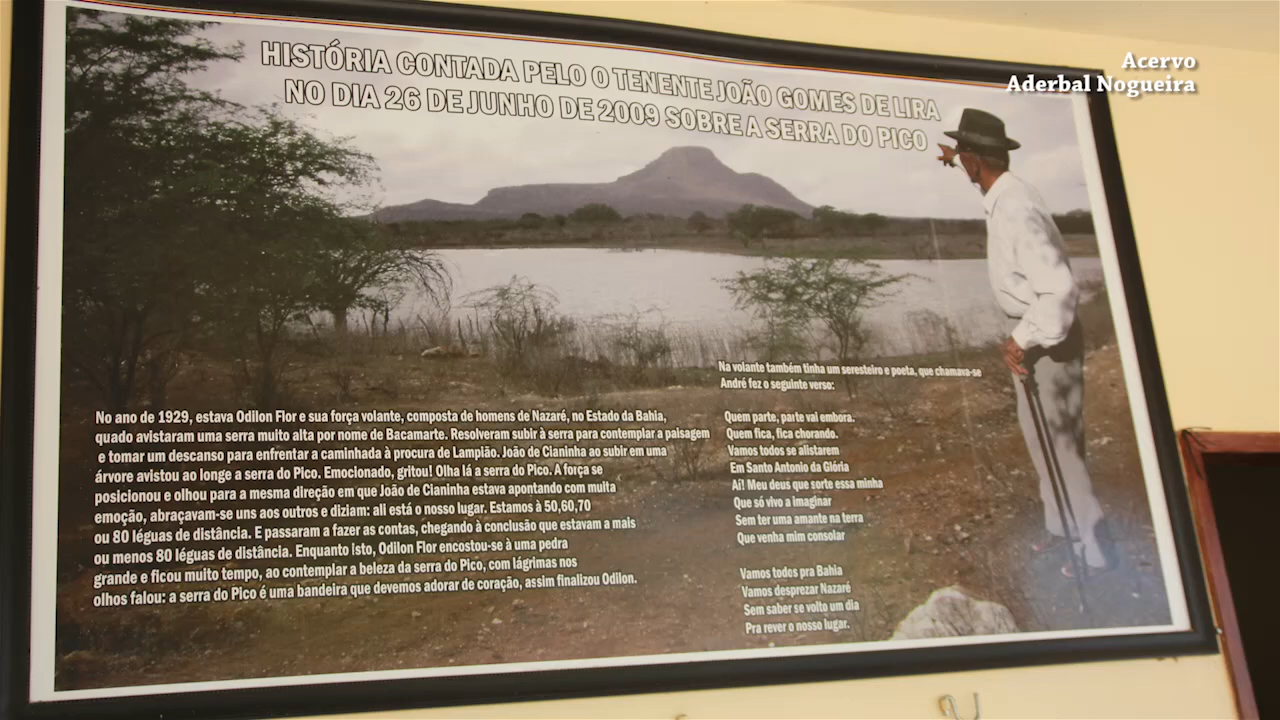 HISTÓRIA CONTADA PELO O TENENTE JOÃO GOMES DE LIRA
NO DIA 26 DE JUNHO DE 2009 SOBRE A SERRA DO PICO
Acervo
Aderbal Nogueira
No ano de 1929, estava Odilon Flor e sua força volante, composta de homens de Nazaré, no Estado da Bahia,
quado avistaram uma serra muito alta por nome de Bacamarte. Resolveram subir à serra para contemplar a paisagem
e tomar um descanso para enfrentar a caminhada à procura de Lampião. João de Cianinha ao subir em uma
árvore avistou ao longe a serra do Pico. Emocionado, gritou! Olha lá a serra do Pico. A força se
posicionou e olhou para a mesma direção em que João de Cianinha estava apontando com muita
emoção, abraçavam-se uns aos outros e diziam: ali está o nosso lugar. Estamos à 50,60,70
ou 80 léguas de distância. E passaram a fazer as contas, chegando à conclusão que estavam a mais
ou menos 80 léguas de distância. Enquanto isto, Odilon Flor encostou-se à uma pedra
grande e ficou muito tempo, ao contemplar a beleza da serra do Pico, com lágrimas nos
olhos falou: a serra do Pico é uma bandeira que devemos adorar de coração, assim finalizou Odilon.
Na volante também tinha um seresteiro e poeta, que chamava-se
André fez o seguinte verso:
Quem parte, parte vai embora.
Quem fica, fica chorando.
Vamos todos se alistarem
Em Santo Antonio da Glória
Aí! Meu deus que sorte essa minha
Que só vivo a imaginar
Sem ter uma amante na terra
Que venha mim consolar
Vamos todos pra Bahia
Vamos desprezar Nazaré
Sem saber se volto um dia
Pra rever o nosso lugar.